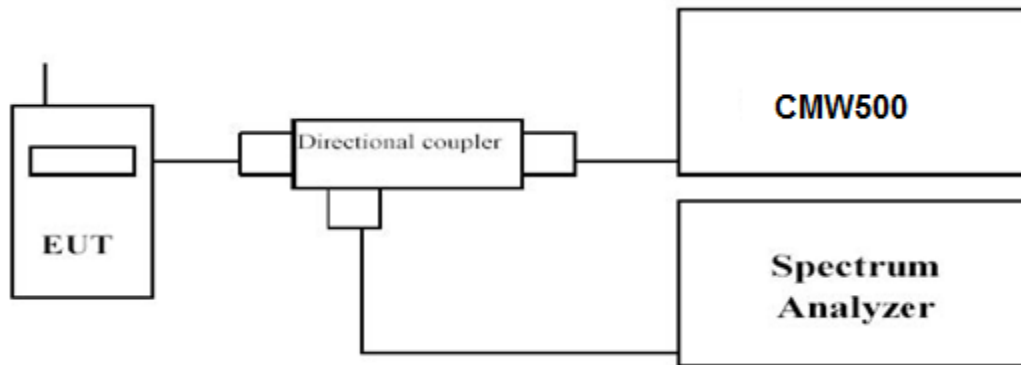 CMW500
Directional coupler
EUT
Spectrum
Analyzer